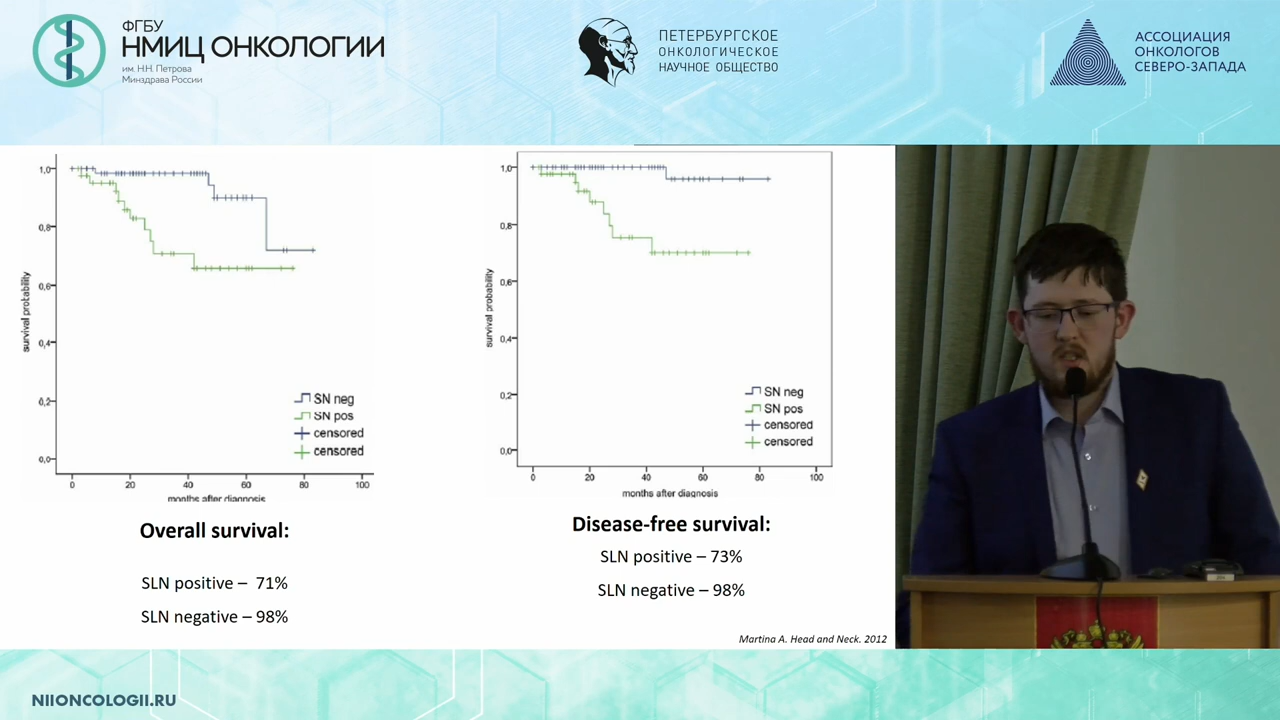 ФГБУ
НМИЦ ОНКОЛОГИИ
им. Н.Н. Петрова
Минздрава России
ПЕТЕРБУРГСКОЕ
ОНКОЛОГИЧЕСКОЕ
НАУЧНОЕ ОБЩЕСТВО
АССОЦИАЦИЯ
ОНКОЛОГОВ
СЕВЕРО-ЗАПАДА
1,0
0,8
0,6
0,4
0,2
0,0
survival probability
SN neg
SN pos
censored
censored
0 20 40 60 80 100
months after diagnosis
1,0
0,8
0,6
0,4
0,2
0,0
survival probability
SN neg
SN pos
censored
censored
0 20 40 60 80 100
months after diagnosis
Overall survival:
SLN positive – 71%
SLN negative – 98%
Disease-free survival:
SLN positive – 73%
SLN negative – 98%
Martina A. Head and Neck. 2012
NIIONCOLOGII.RU